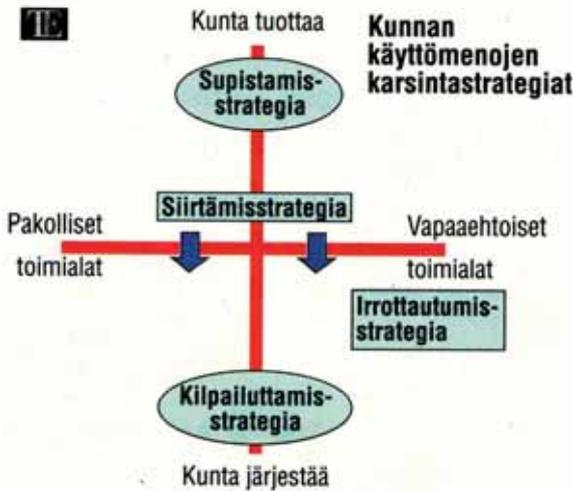 TE
Kunta tuottaa
Kunnan
käyttömenojen
karsintastrategiat
Supistamis-
strategia
Siirtämisstrategia
Pakolliset
toimialat
Vapaaehtoiset
toimialat
Irrottautumis-
strategia
Kilpailuttamis-
strategia
Kunta järjestää